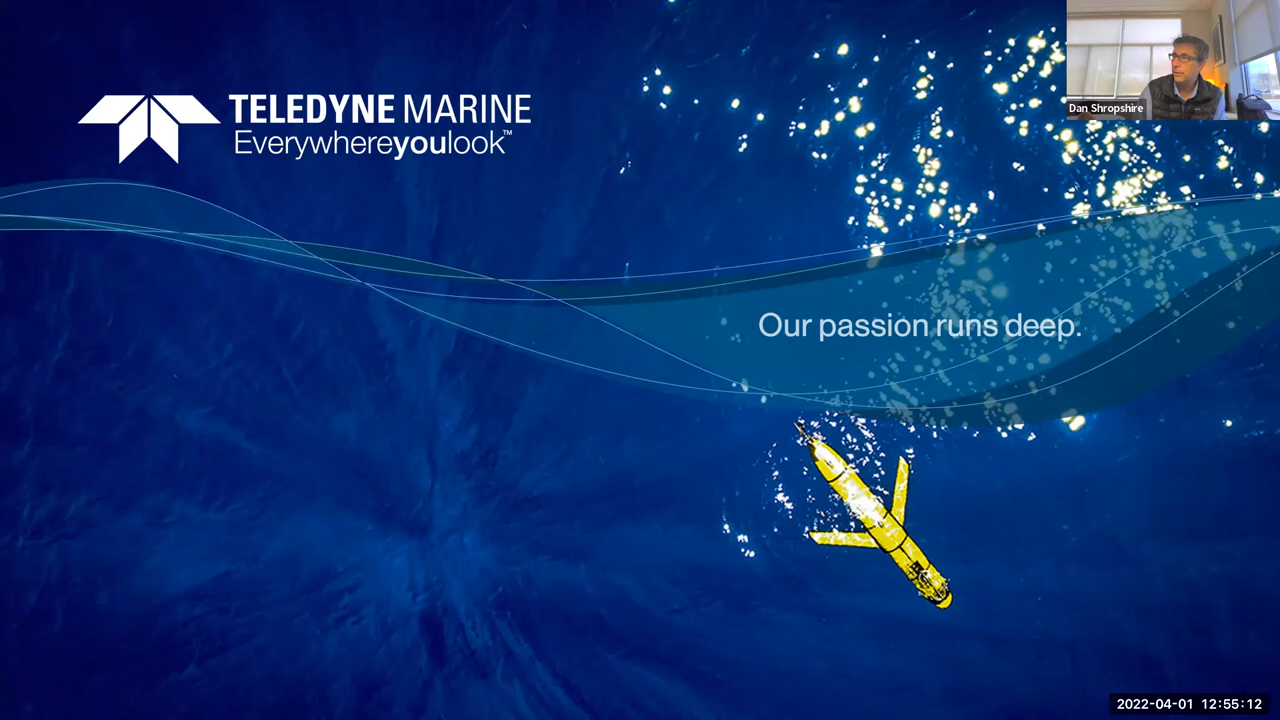 TELEDYNE MARINE
Everywhereyoulook™
Dan Shropshire
Our passion runs deep.
2022-04-01 12:55:12